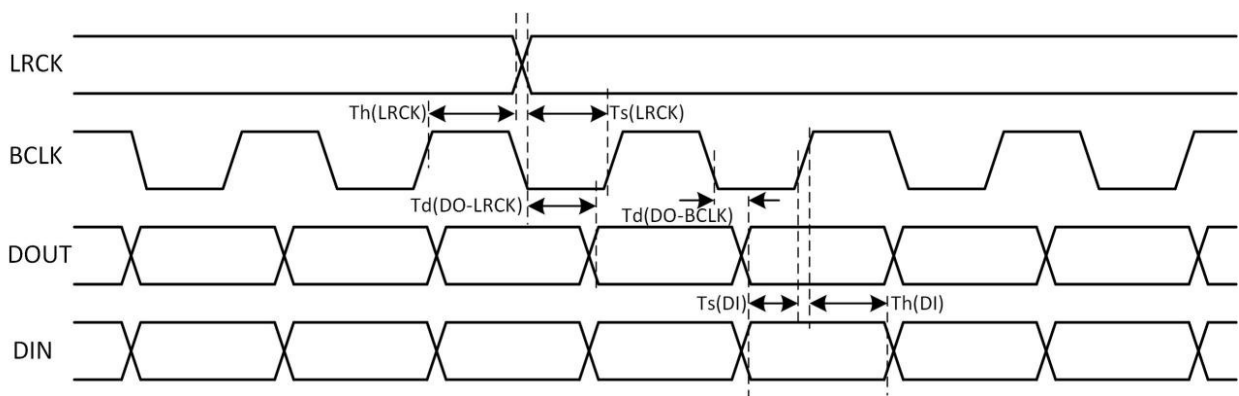 LRCK
Th(LRCK)
Ts(LRCK)
BCLK
Td(DO-LRCK)
Td(DO-BCLK)
DOUT
Ts(DI)
Th(DI)
DIN